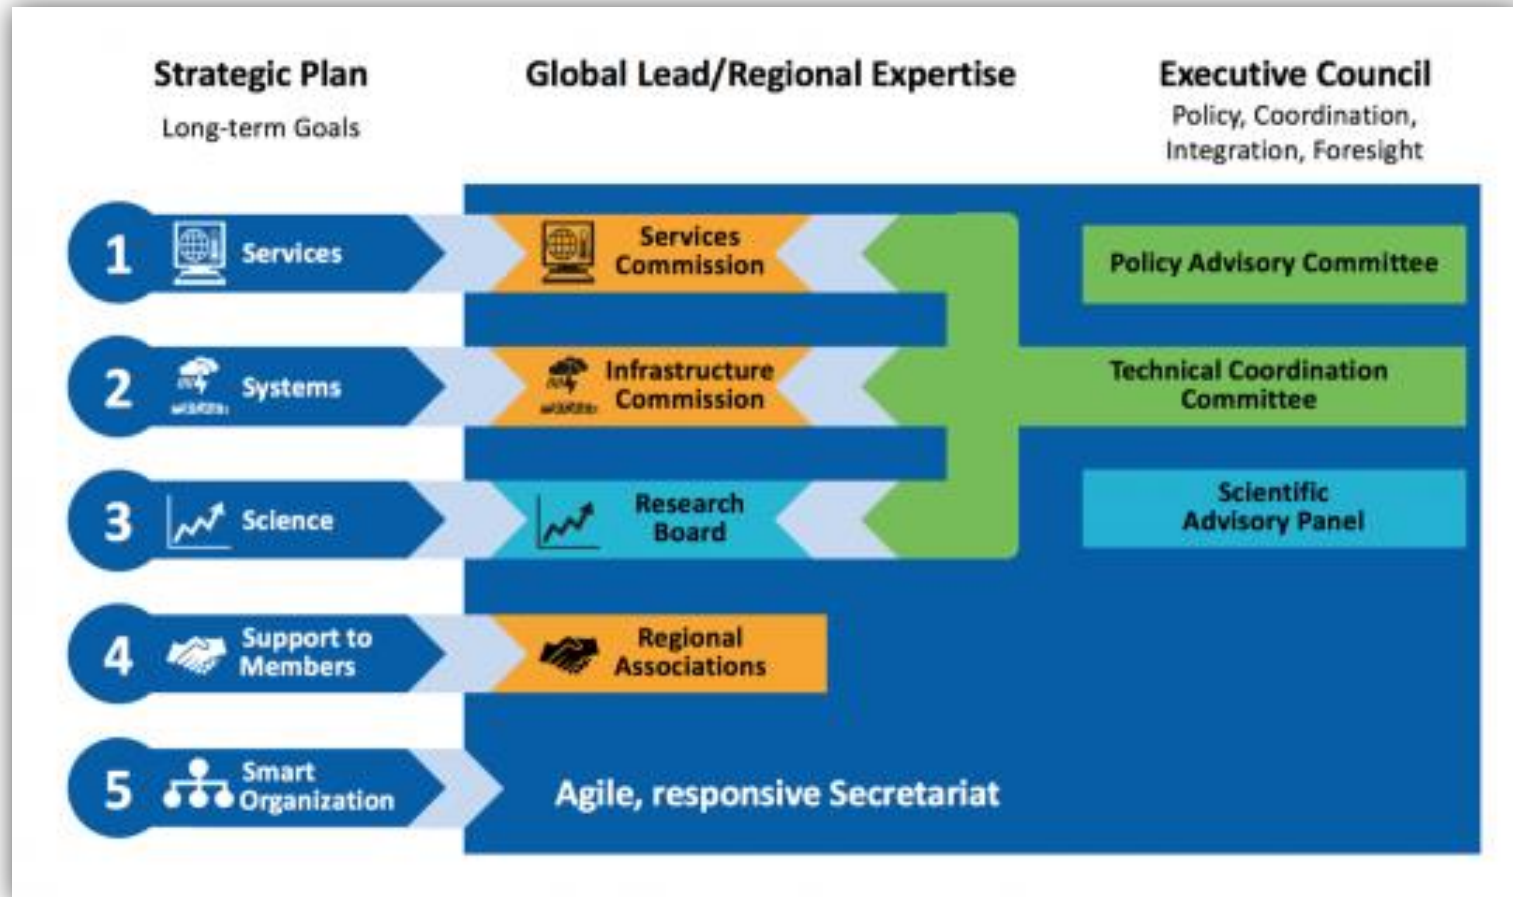 Strategic Plan
Long-term Goals
Global Lead/Regional Expertise
Executive Council
Policy, Coordination,
Integration, Foresight
1
Services
Services
Commission
Policy Advisory Committee
2
Systems
Infrastructure
Commission
Technical Coordination
Committee
3
Science
Research
Board
Scientific
Advisory Panel
4
Support to
Members
Regional
Associations
5
Smart
Organization
Agile, responsive Secretariat